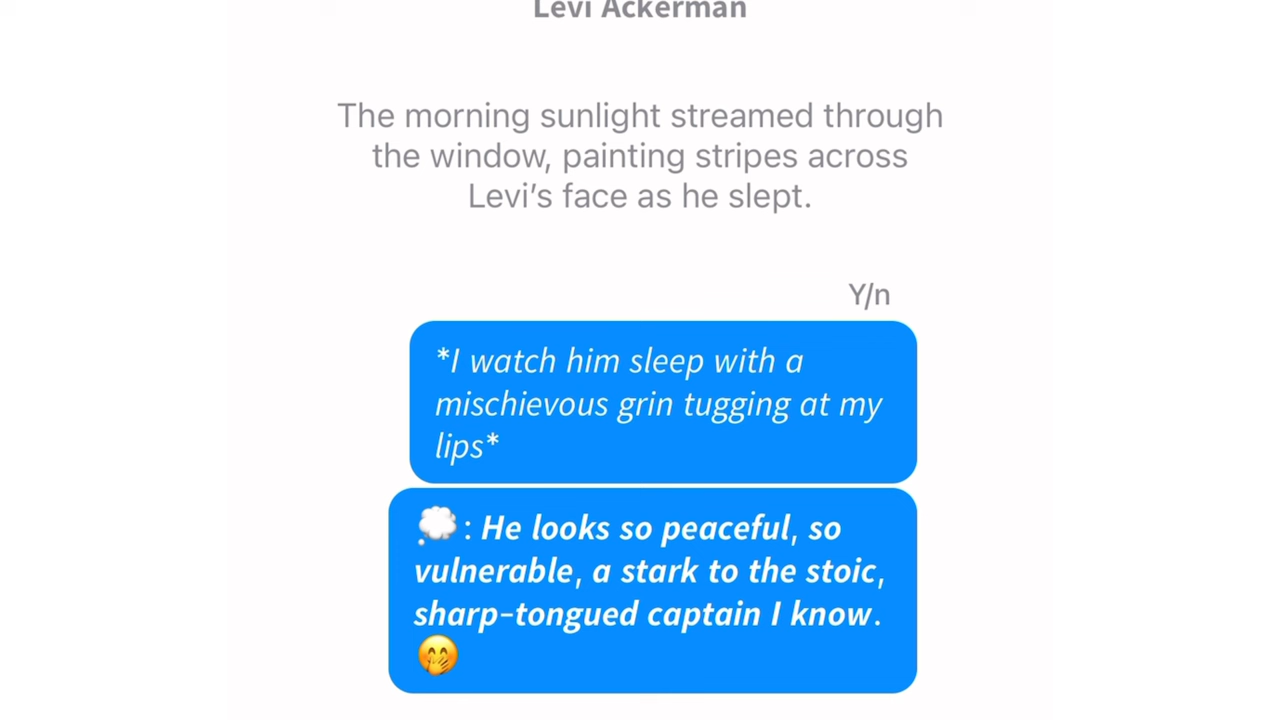 Levi Ackerman
The morning sunlight streamed through
the window, painting stripes across
Levi's face as he slept.
Y/n
*I watch him sleep with a
mischievous grin tugging at my
lips*
💭: He looks so peaceful, so
vulnerable, a stark to the stoic,
sharp-tongued captain I know.
🤭